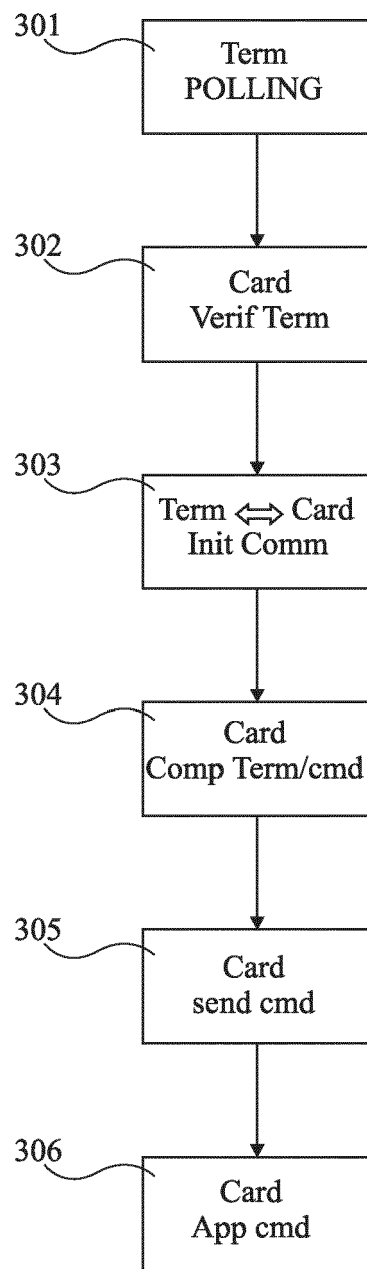 301
Term
POLLING
302
Card
Verif Term
303
Term ⇔ Card
Init Comm
304
Card
Comp Term/cmd
305
Card
send cmd
306
Card
App cmd